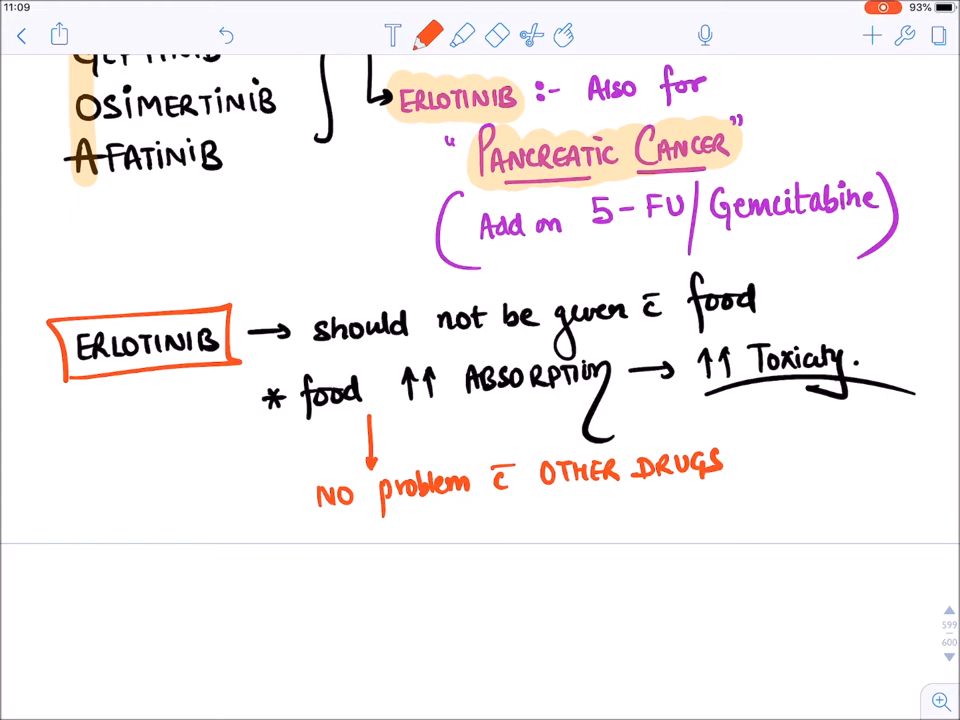 11:09
93%
GEFITINIB
OSIMERTINIB
AFATINIB
ERLOTINIB :- Also for
" PANCREATIC CANCER "
( Add on 5-FU/Gemcitabine )
ERLOTINIB → should not be given c̄ food
* food ↑↑ ABSORPTION → ↑↑ Toxicity.
↓
NO problem c̄ OTHER DRUGS
599
600